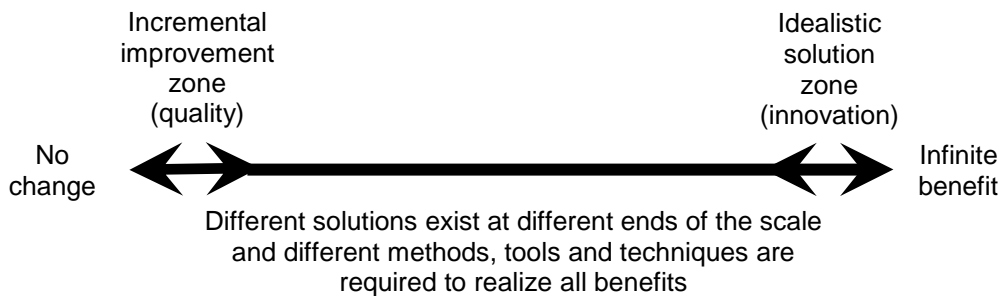 Incremental
improvement
zone
(quality)
Idealistic
solution
zone
(innovation)
No
change
Infinite
benefit
Different solutions exist at different ends of the scale
and different methods, tools and techniques are
required to realize all benefits